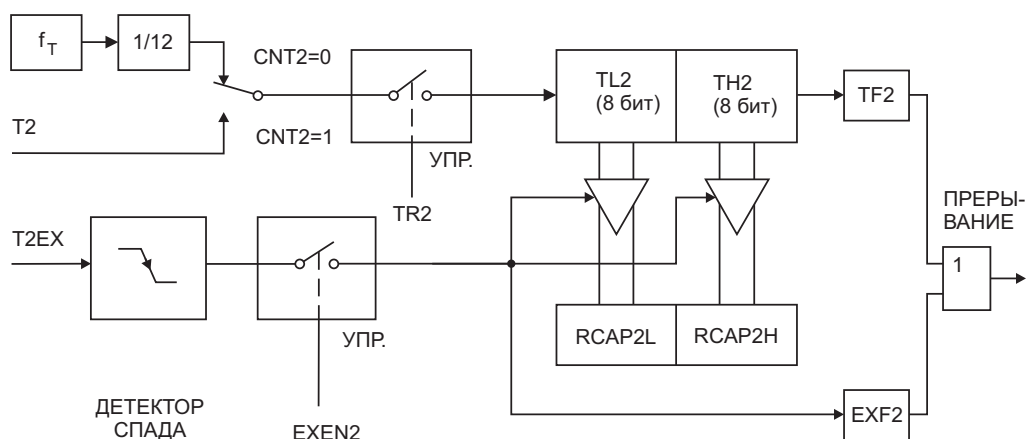 f T
1/12
CNT2=0
T2
CNT2=1
УПР.
TR2
TL2
(8 бит)
TH2
(8 бит)
TF2
T2EX
УПР.
ПРЕРЫ-
ВАНИЕ
1
RCAP2L
RCAP2H
ДЕТЕКТОР
СПАДА
EXEN2
EXF2